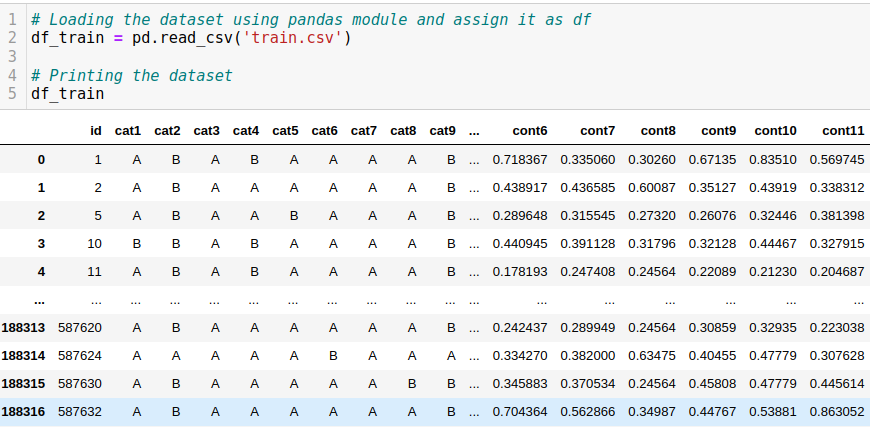 1 # Loading the dataset using pandas module and assign it as df
2 df_train = pd.read_csv('train.csv')
3
4 # Printing the dataset
5 df_train
id cat1 cat2 cat3 cat4 cat5 cat6 cat7 cat8 cat9 ... cont6 cont7 cont8 cont9 cont10 cont11
0 1 A B A B A A A A B ... 0.718367 0.335060 0.30260 0.67135 0.83510 0.569745
1 2 A B A A A A A A B ... 0.438917 0.436585 0.60087 0.35127 0.43919 0.338312
2 5 A B A A B A A A B ... 0.289648 0.315545 0.27320 0.26076 0.32446 0.381398
3 10 B B A B A A A A B ... 0.440945 0.391128 0.31796 0.32128 0.44467 0.327915
4 11 A B A B A A A A B ... 0.178193 0.247408 0.24564 0.22089 0.21230 0.204687
... ... ... ... ... ... ... ... ... ... ... ... ... ... ... ... ... ...
188313 587620 A B A A A A A A B ... 0.242437 0.289949 0.24564 0.30859 0.32935 0.223038
188314 587624 A A A A A B A A A ... 0.334270 0.382000 0.63475 0.40455 0.47779 0.307628
188315 587630 A B A A A A A B B ... 0.345883 0.370534 0.24564 0.45808 0.47779 0.445614
188316 587632 A B A A A A A A B ... 0.704364 0.562866 0.34987 0.44767 0.53881 0.863052